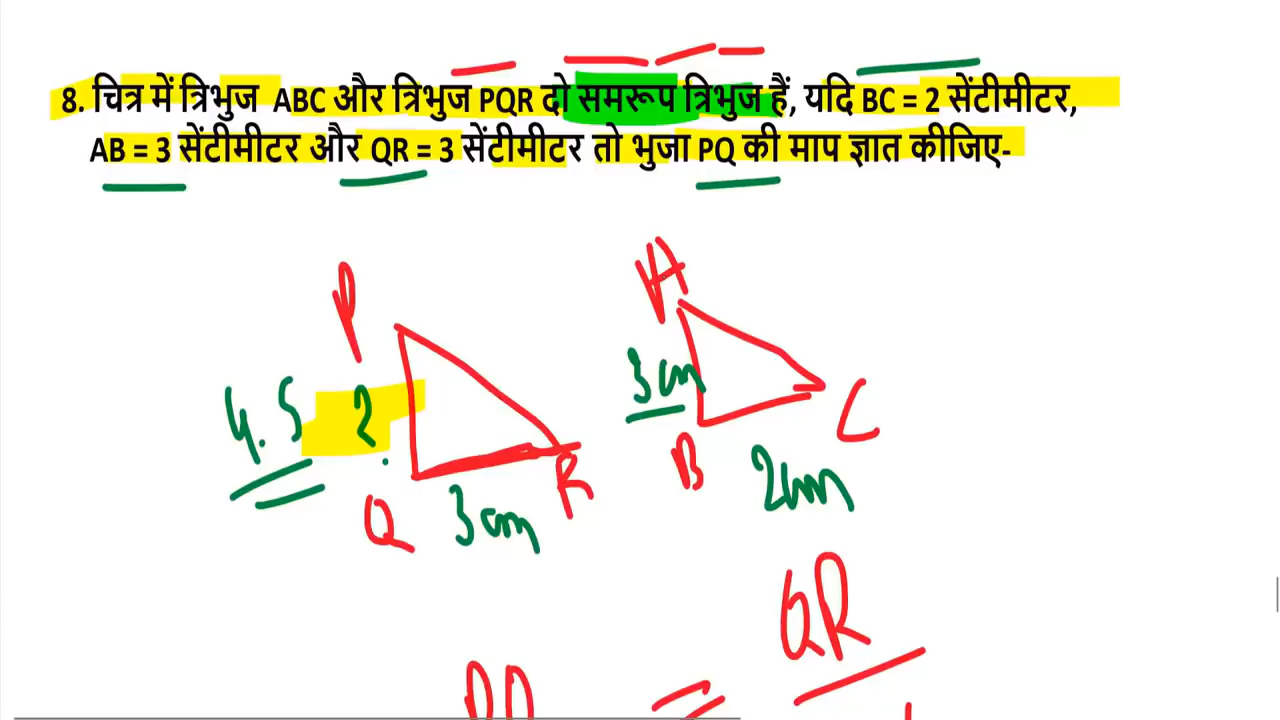 8. चित्र में त्रिभुज ABC और त्रिभुज PQR दो समरूप त्रिभुज हैं, यदि BC = 2 सेंटीमीटर,
AB = 3 सेंटीमीटर और QR = 3 सेंटीमीटर तो भुजा PQ की माप ज्ञात कीजिए-
P
A
4.5 ?
3cm
Q
3cm
R
B
2cm
C
=
QR